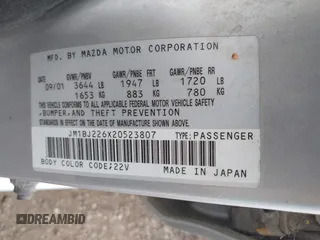 MFD. BY MAZDA MOTOR CORPORATION
GVWR/PNBV GAWR/PNBE FRT GAWR/PNBE RR
09/01 3644 LB 1947 LB 1720 LB
1653 KG 883 KG 780 KG
THIS VEHICLE CONFORMS TO ALL APPLICABLE
FEDERAL MOTOR VEHICLE SAFETY
, BUMPER, AND THEFT PREVENTION
STANDARDS IN EFFECT ON THE DATE OF
MANUFACTURE SHOWN ABOVE.
JM1BJ226X20523807 TYPE:PASSENGER
BODY COLOR CODE;22V
MADE IN JAPAN
DREAMBID